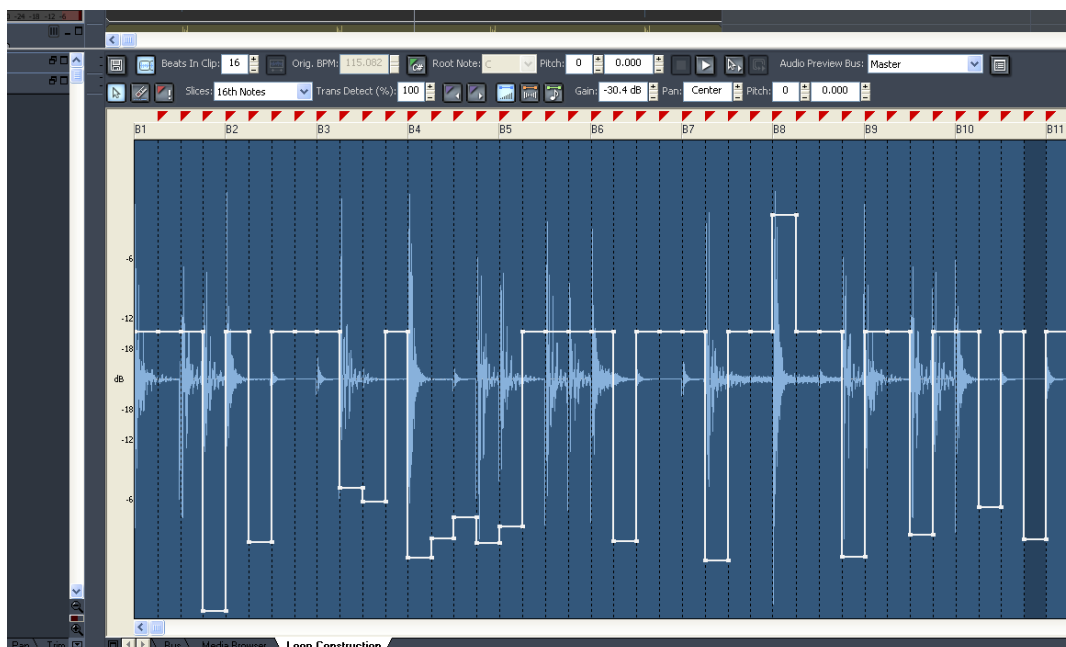 -24 -18 -12 -6
Beats In Clip: 16 Orig. BPM: 115.082 C# Root Note: C Pitch: 0 0.000 Audio Preview Bus: Master
Slices: 16th Notes Trans Detect (%): 100 Gain: -30.4 dB Pan: Center Pitch: 0 0.000
B1 B2 B3 B4 B5 B6 B7 B8 B9 B10 B11
-6
-12
-18
dB
-18
-12
-6
Pan Trim Bus Media Browser Loop Construction